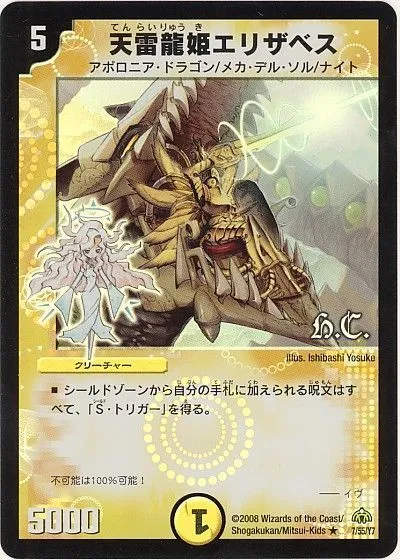 5
てんらいりゅうき
天雷龍姫エリザベス
アポロニア・ドラゴン/メカ・デル・ソル/ナイト
H.C.
illus. Ishibashi Yosuke
クリーチャー
■ シールドゾーンから自分の手札に加えられる呪文はす
べて、「S・トリガー」を得る。
不可能は100％不可能！
—— イヴ
5000
1
©2008 Wizards of the Coast/
Shogakukan/Mitsui-Kids ★ 7/55/Y7